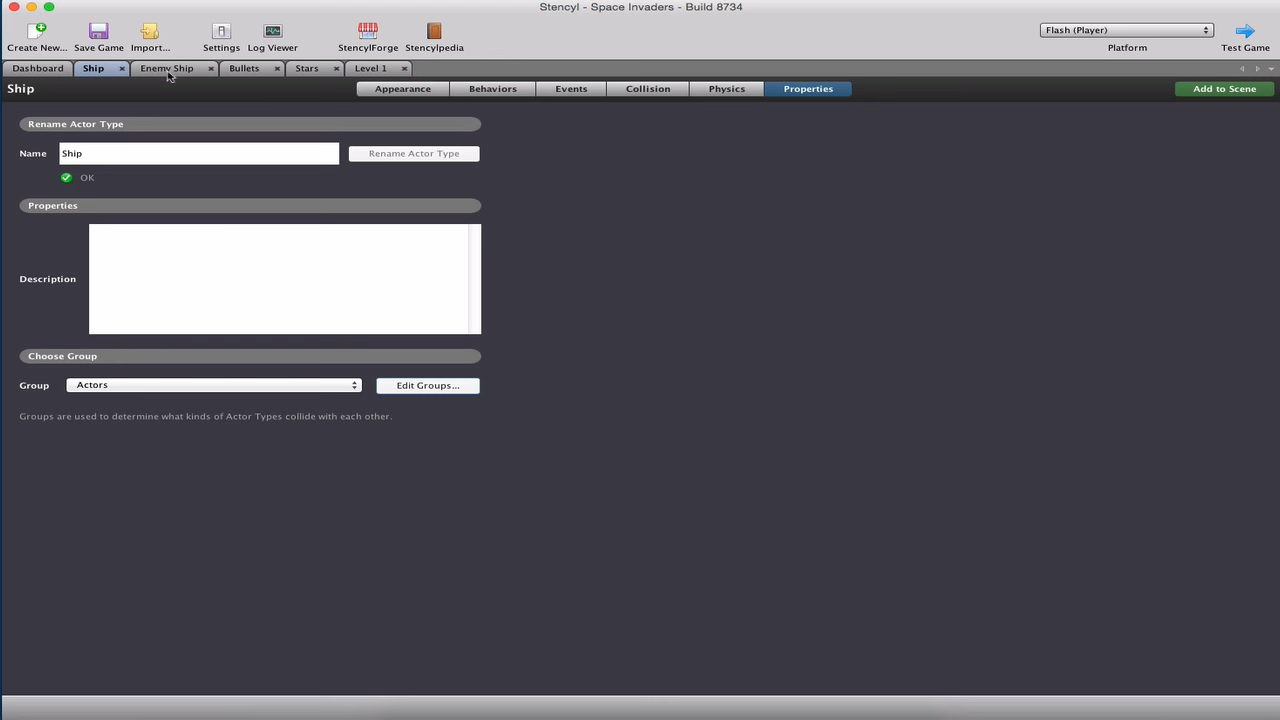 Stencyl - Space Invaders - Build 8734
Create New... Save Game Import... Settings Log Viewer StencylForge Stencylpedia Flash (Player) Platform Test Game
Dashboard Ship Enemy Ship Bullets Stars Level 1
Ship Appearance Behaviors Events Collision Physics Properties Add to Scene
Rename Actor Type
Name Ship Rename Actor Type
OK
Properties
Description
Choose Group
Group Actors Edit Groups...
Groups are used to determine what kinds of Actor Types collide with each other.